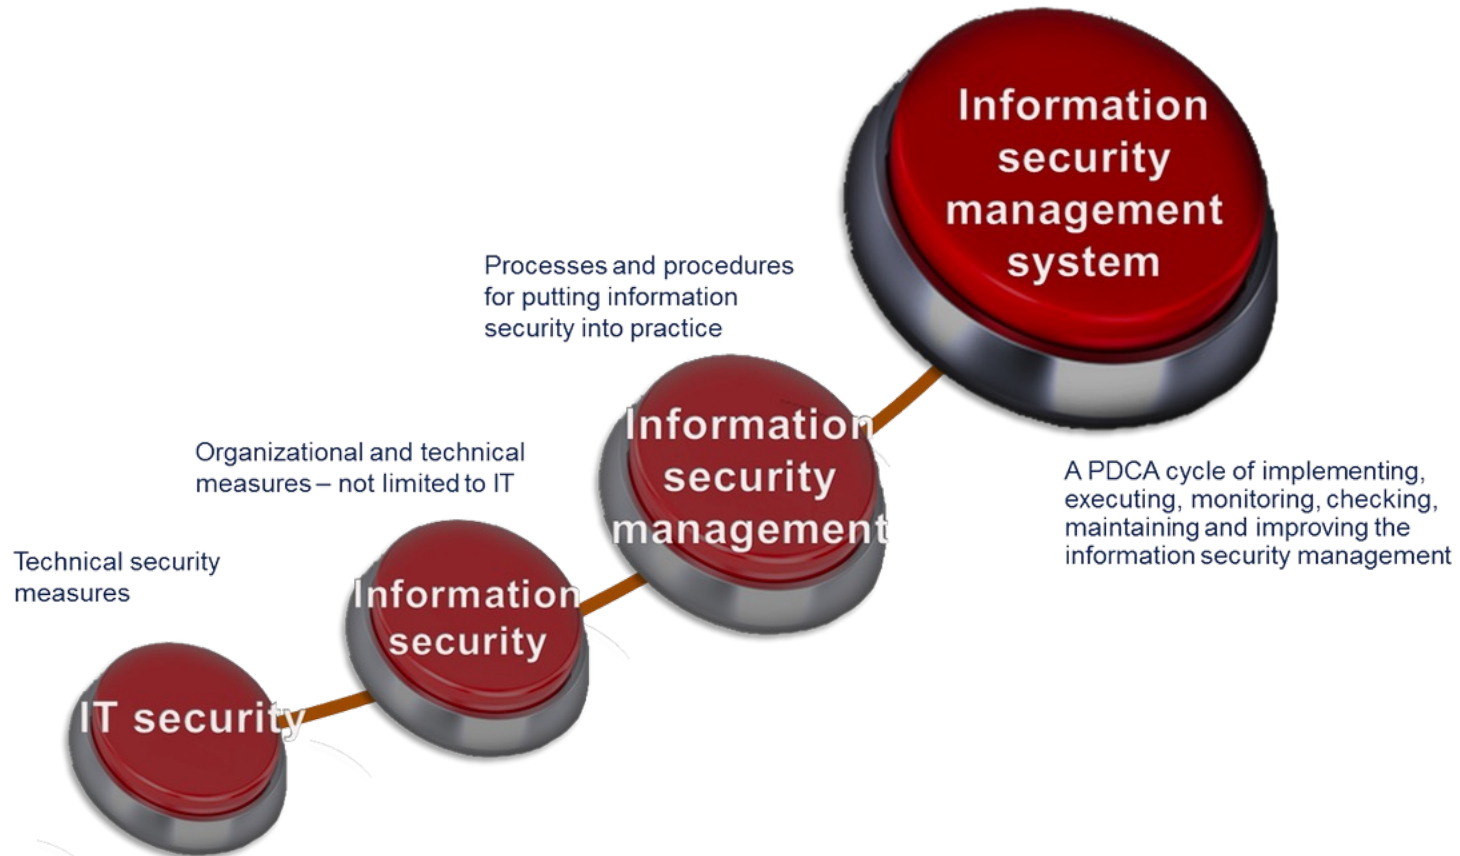 Information
security
management
system
Processes and procedures
for putting information
security into practice
Information
security
management
A PDCA cycle of implementing,
executing, monitoring, checking,
maintaining and improving the
information security management
Organizational and technical
measures – not limited to IT
Information
security
Technical security
measures
IT security